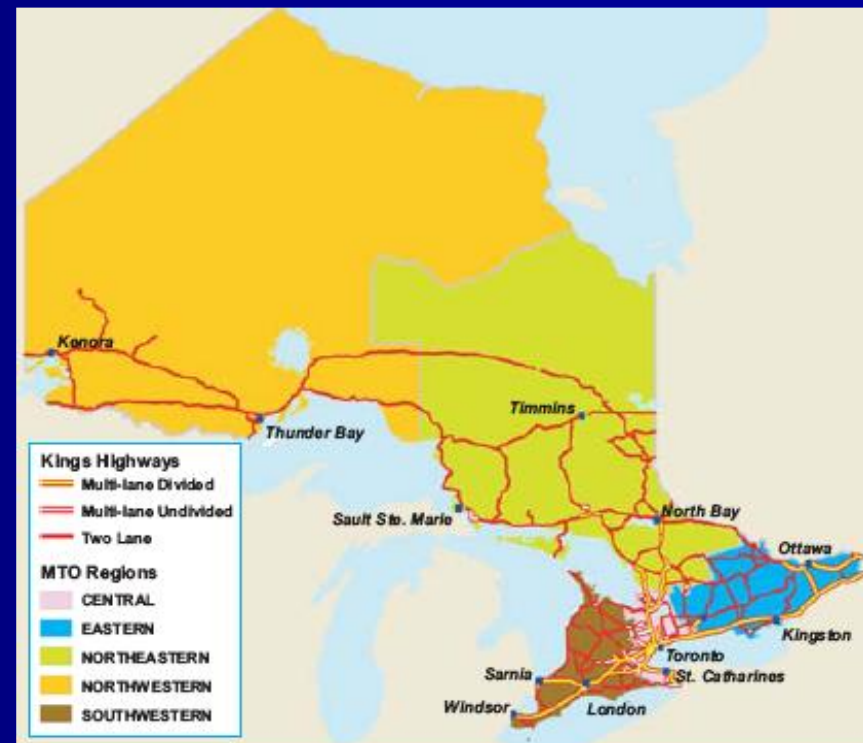 Kenora
Timmins
Thunder Bay
Kings Highways
Multi-lane Divided
Multi-lane Undivided
Two Lane
MTO Regions
CENTRAL
EASTERN
NORTHEASTERN
NORTHWESTERN
SOUTHWESTERN
Sault Ste. Marie
North Bay
Ottawa
Kingston
Toronto
St. Catharines
Sarnia
Windsor
London